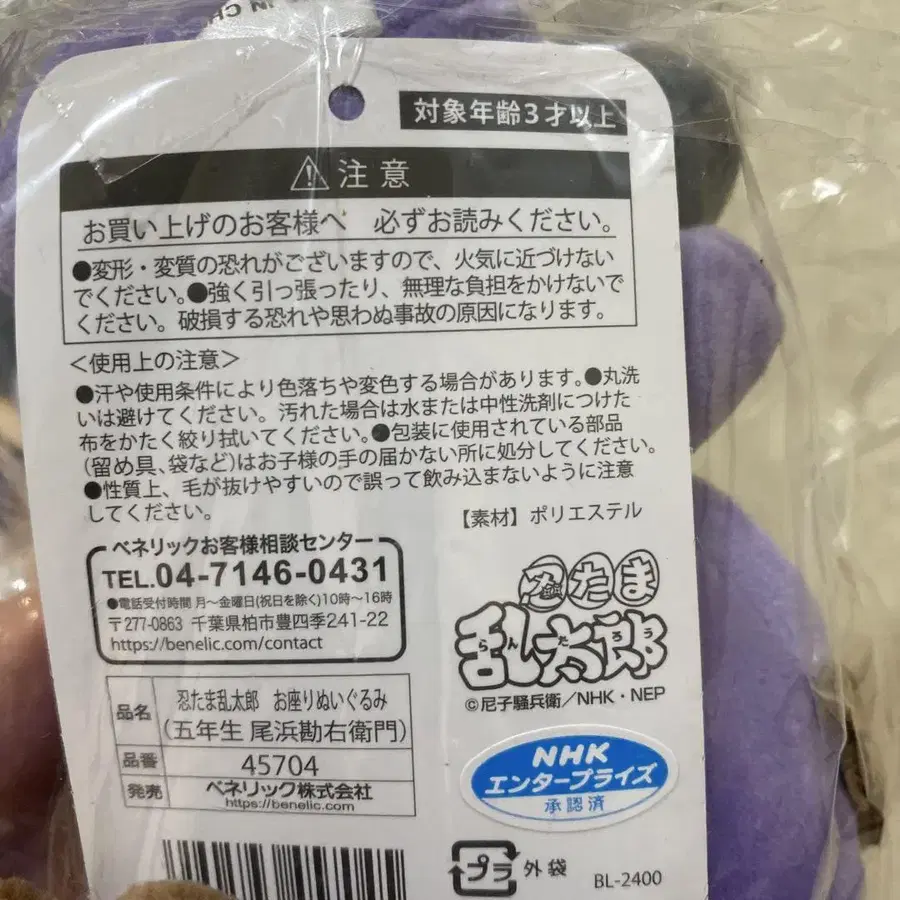 IN CH
対象年齢3才以上
注意
お買い上げのお客様へ 必ずお読みください。
●変形・変質の恐れがございますので、火気に近づけない
でください。●強く引っ張ったり、無理な負担をかけないで
ください。破損する恐れや思わぬ事故の原因になります。
＜使用上の注意＞
●汗や使用条件により色落ちや変色する場合があります。●丸洗
いは避けてください。汚れた場合は水または中性洗剤につけた
布をかたく絞り拭いてください。●包装に使用されている部品
(留め具、袋など)はお子様の手の届かない所に処分してください。
●性質上、毛が抜けやすいので誤って飲み込まないように注意
してください。
【素材】ポリエステル
ベネリックお客様相談センター
TEL.04-7146-0431
●電話受付時間 月～金曜日(祝日を除く)10時～16時
〒277-0863 千葉県柏市豊四季241-22
https://benelic.com/contact
忍たま
乱太郎
らんたろう
©尼子騒兵衛／NHK・NEP
品名 忍たま乱太郎 お座りぬいぐるみ
(五年生 尾浜勘右衛門)
品番 45704
発売 ベネリック株式会社
https://benelic.com
NHK
エンタープライズ
承認済
プラ 外袋
BL-2400